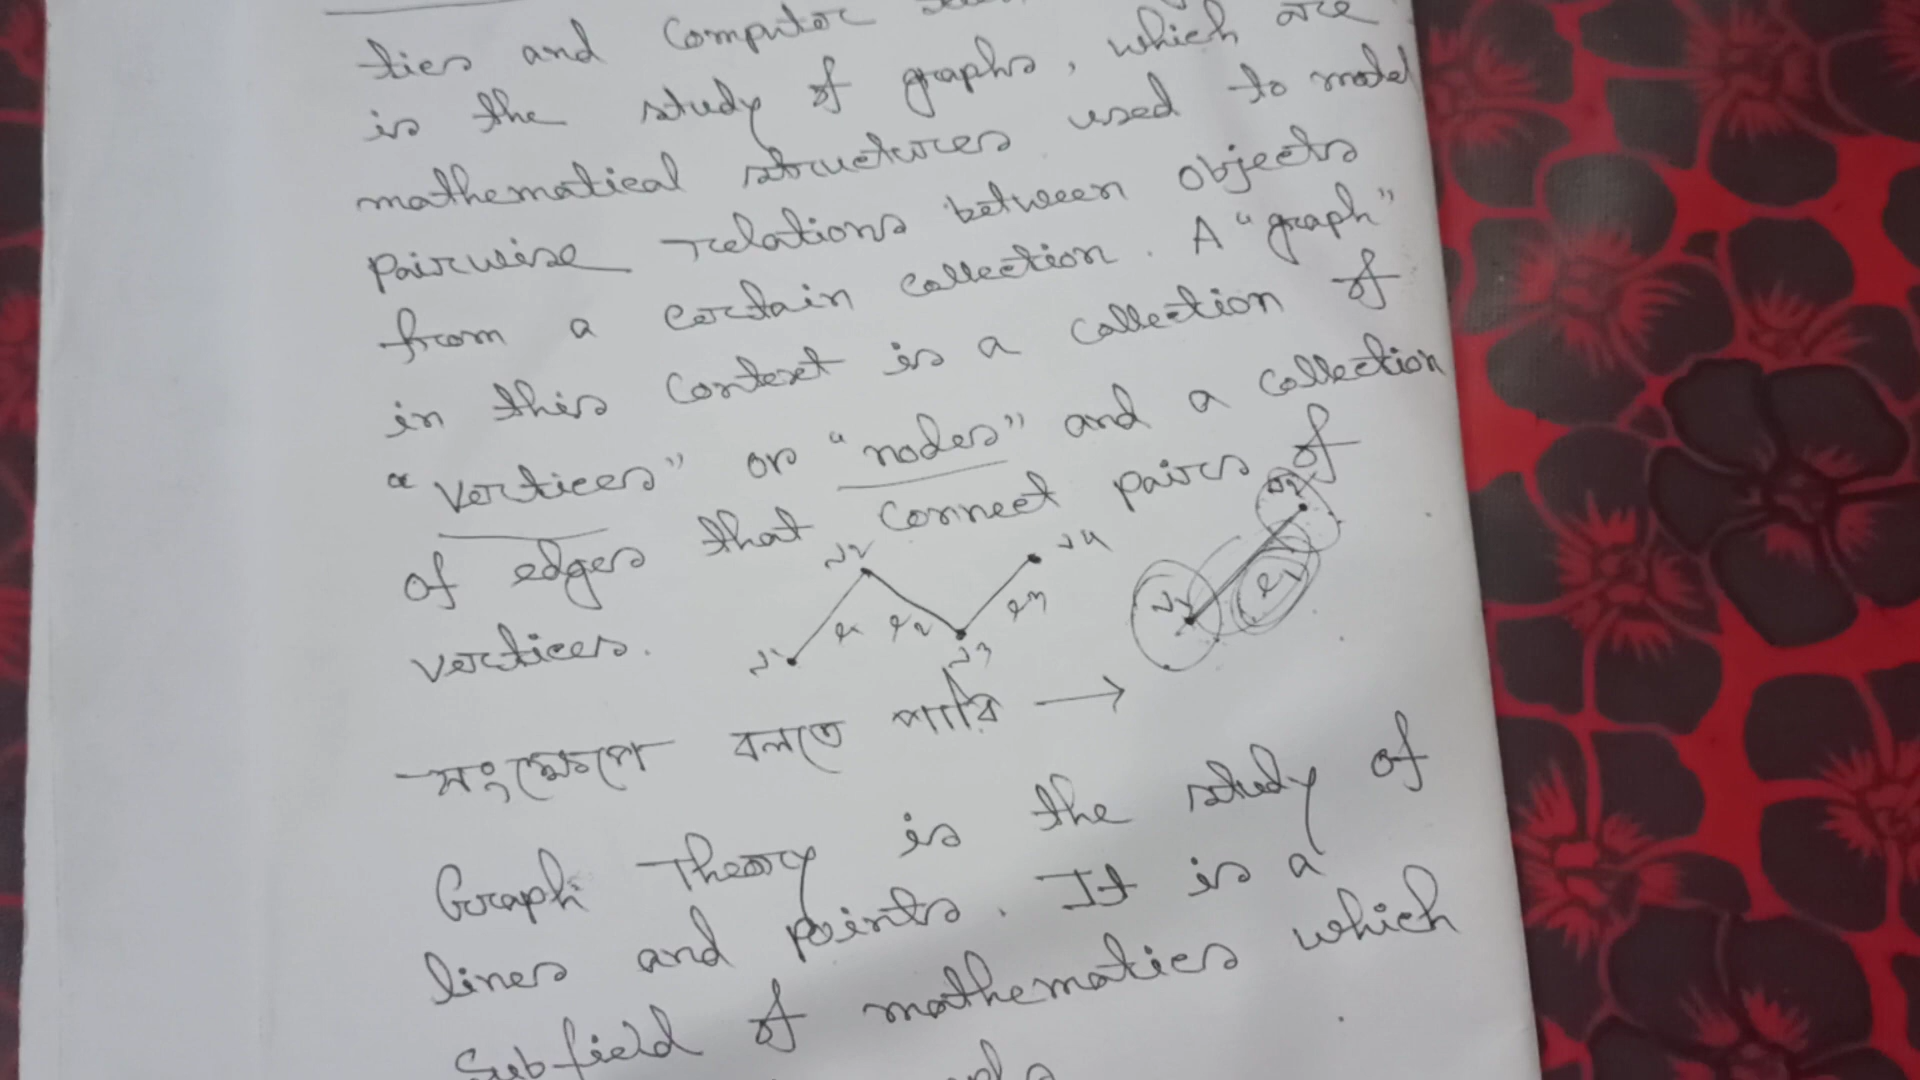 ties and Computer
is the study of graphs, which are
mathematical structures used to model
pairwise relations between objects
from a certain collection. A "graph"
in this context is a collection of
"vertices" or "nodes" and a collection
of edges that connect pairs of
vertices.
v1 e1 v2 e2 v3 e3 v4
v1 e1 v2
সংক্ষেপে বলতে পারি →
Graph Theory is the study of
lines and points. It is a
Subfield of mathematics which